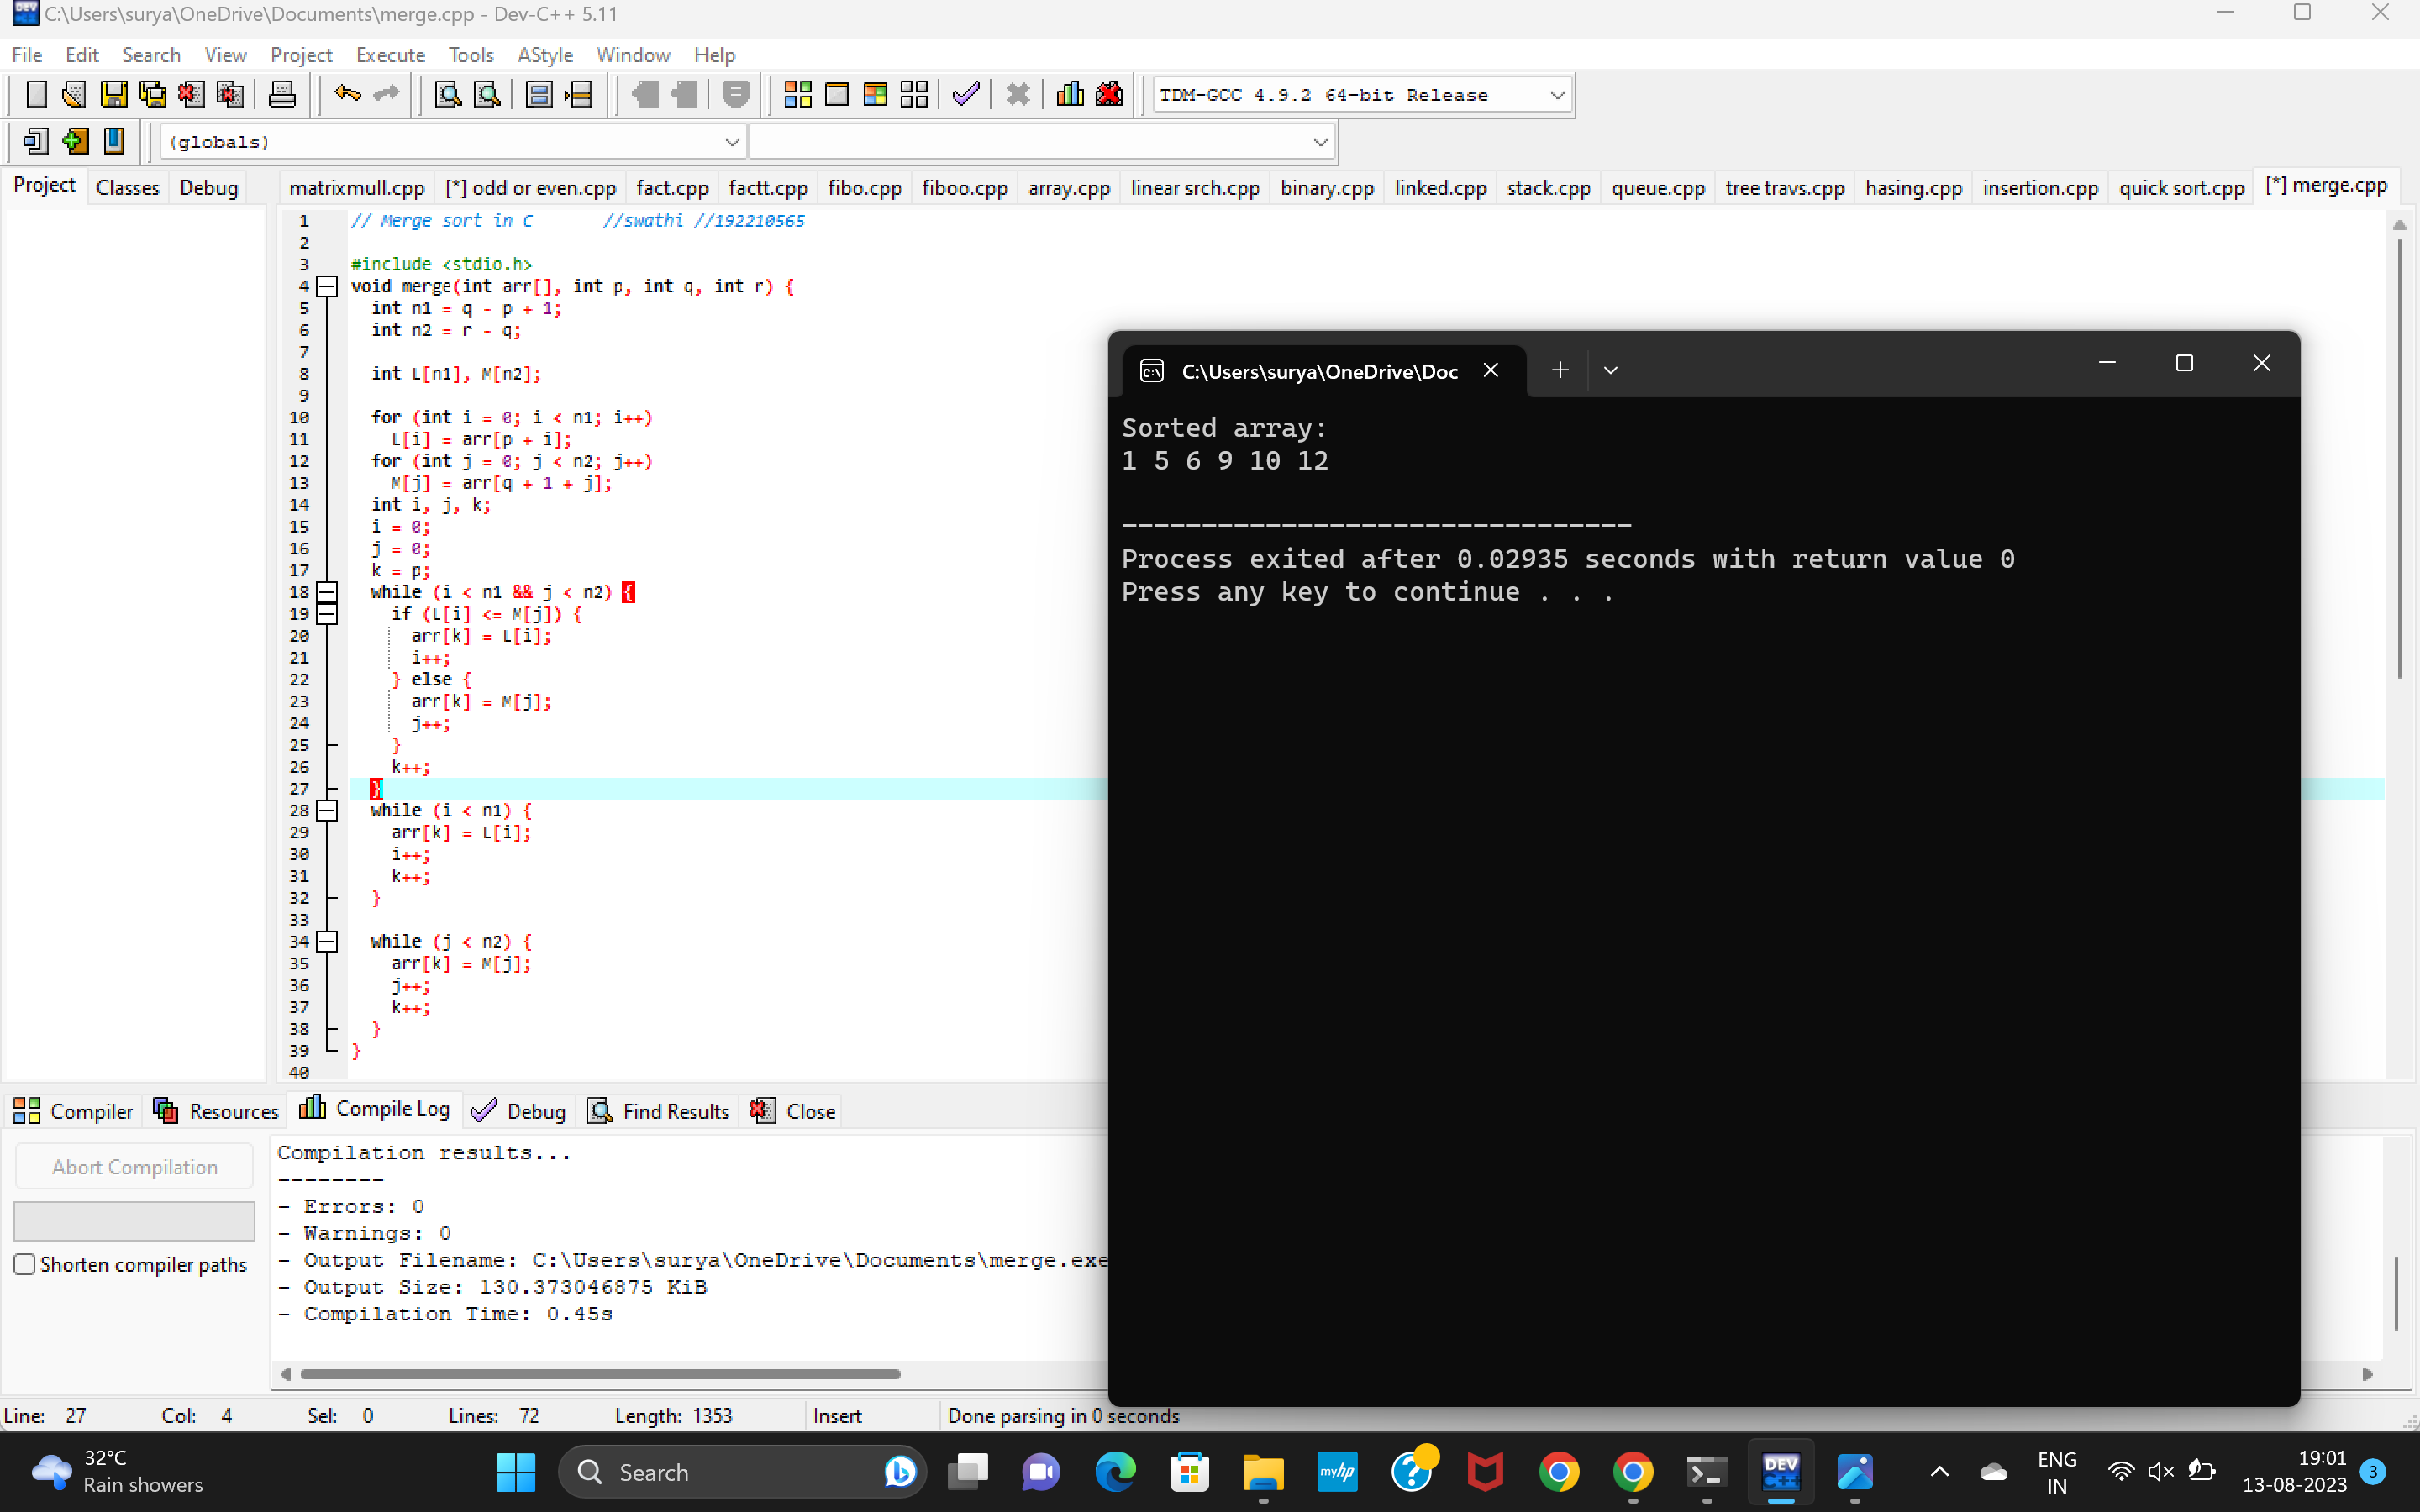 C:\Users\surya\OneDrive\Documents\merge.cpp - Dev-C++ 5.11
File Edit Search View Project Execute Tools AStyle Window Help
TDM-GCC 4.9.2 64-bit Release
(globals)
Project Classes Debug
matrixmull.cpp [*] odd or even.cpp fact.cpp factt.cpp fibo.cpp fiboo.cpp array.cpp linear srch.cpp binary.cpp linked.cpp stack.cpp queue.cpp tree travs.cpp hasing.cpp insertion.cpp quick sort.cpp [*] merge.cpp
1 // Merge sort in C //swathi //192210565
2
3 #include <stdio.h>
4 void merge(int arr[], int p, int q, int r) {
5 int n1 = q - p + 1;
6 int n2 = r - q;
7
8 int L[n1], M[n2];
9
10 for (int i = 0; i < n1; i++)
11 L[i] = arr[p + i];
12 for (int j = 0; j < n2; j++)
13 M[j] = arr[q + 1 + j];
14 int i, j, k;
15 i = 0;
16 j = 0;
17 k = p;
18 while (i < n1 && j < n2) {
19 if (L[i] <= M[j]) {
20 arr[k] = L[i];
21 i++;
22 } else {
23 arr[k] = M[j];
24 j++;
25 }
26 k++;
27 }
28 while (i < n1) {
29 arr[k] = L[i];
30 i++;
31 k++;
32 }
33
34 while (j < n2) {
35 arr[k] = M[j];
36 j++;
37 k++;
38 }
39 }
40
C:\Users\surya\OneDrive\Doc
Sorted array:
1 5 6 9 10 12
--------------------------------
Process exited after 0.02935 seconds with return value 0
Press any key to continue . . .
Compiler Resources Compile Log Debug Find Results Close
Abort Compilation
Shorten compiler paths
Compilation results...
--------
- Errors: 0
- Warnings: 0
- Output Filename: C:\Users\surya\OneDrive\Documents\merge.exe
- Output Size: 130.373046875 KiB
- Compilation Time: 0.45s
Line: 27 Col: 4 Sel: 0 Lines: 72 Length: 1353 Insert Done parsing in 0 seconds
32°C
Rain showers
Search
myhp
DEV
C++
ENG
IN
19:01
13-08-2023
3